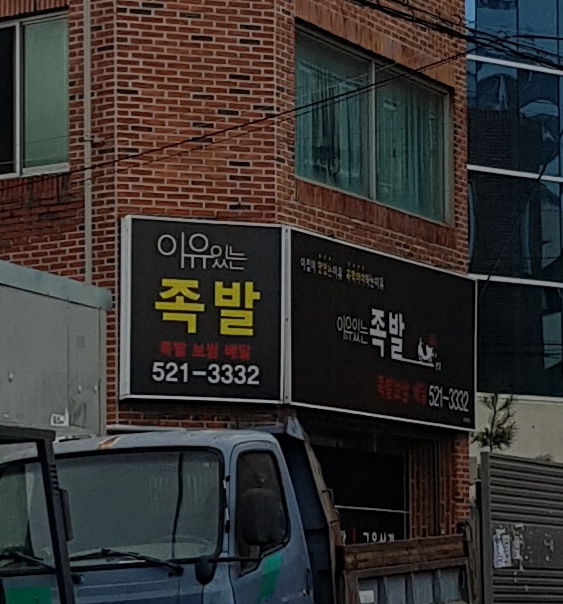 이유있는
족발
족발 보쌈 배달
521-3332
이유있는
족발
족발 보쌈 배달 521-3332